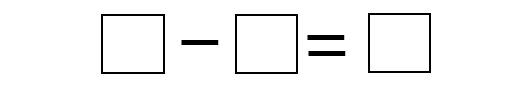 □ − □ = □